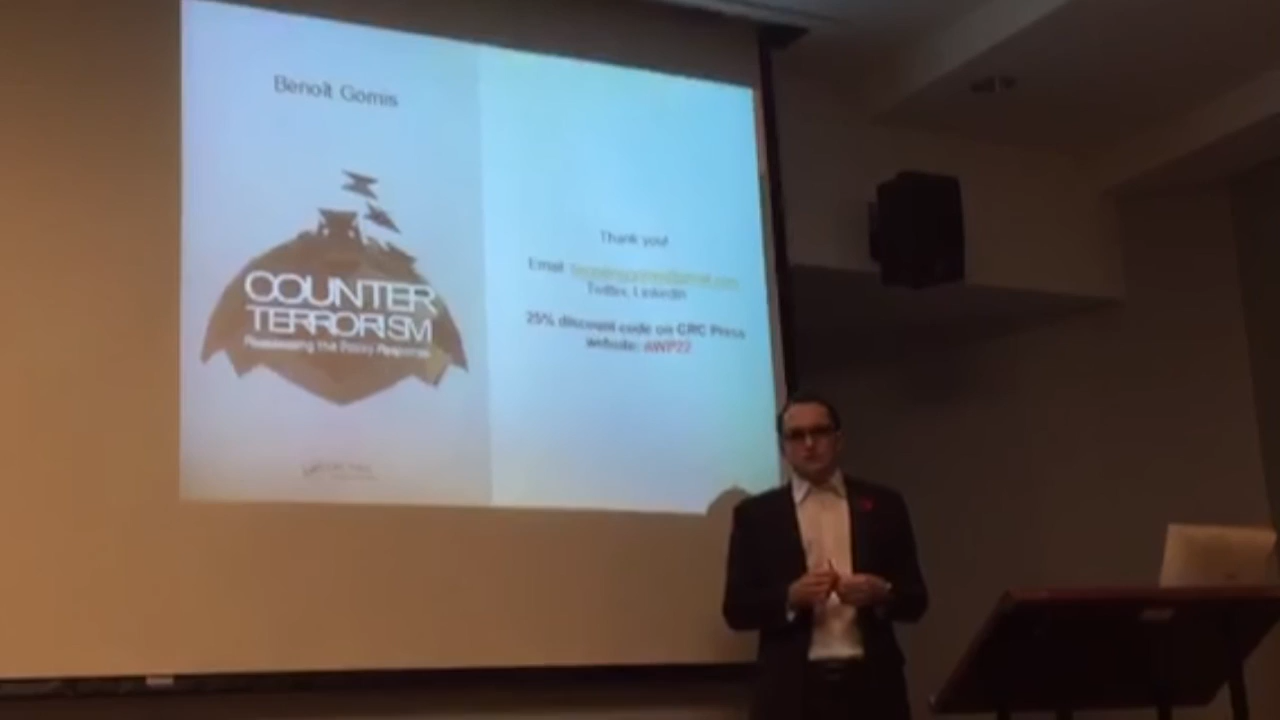 Benoît Gomis
COUNTER
TERRORISM
Reassessing the Policy Response
Thank you!
Email:
Twitter, LinkedIn
25% discount code on CRC Press
website: AWP22